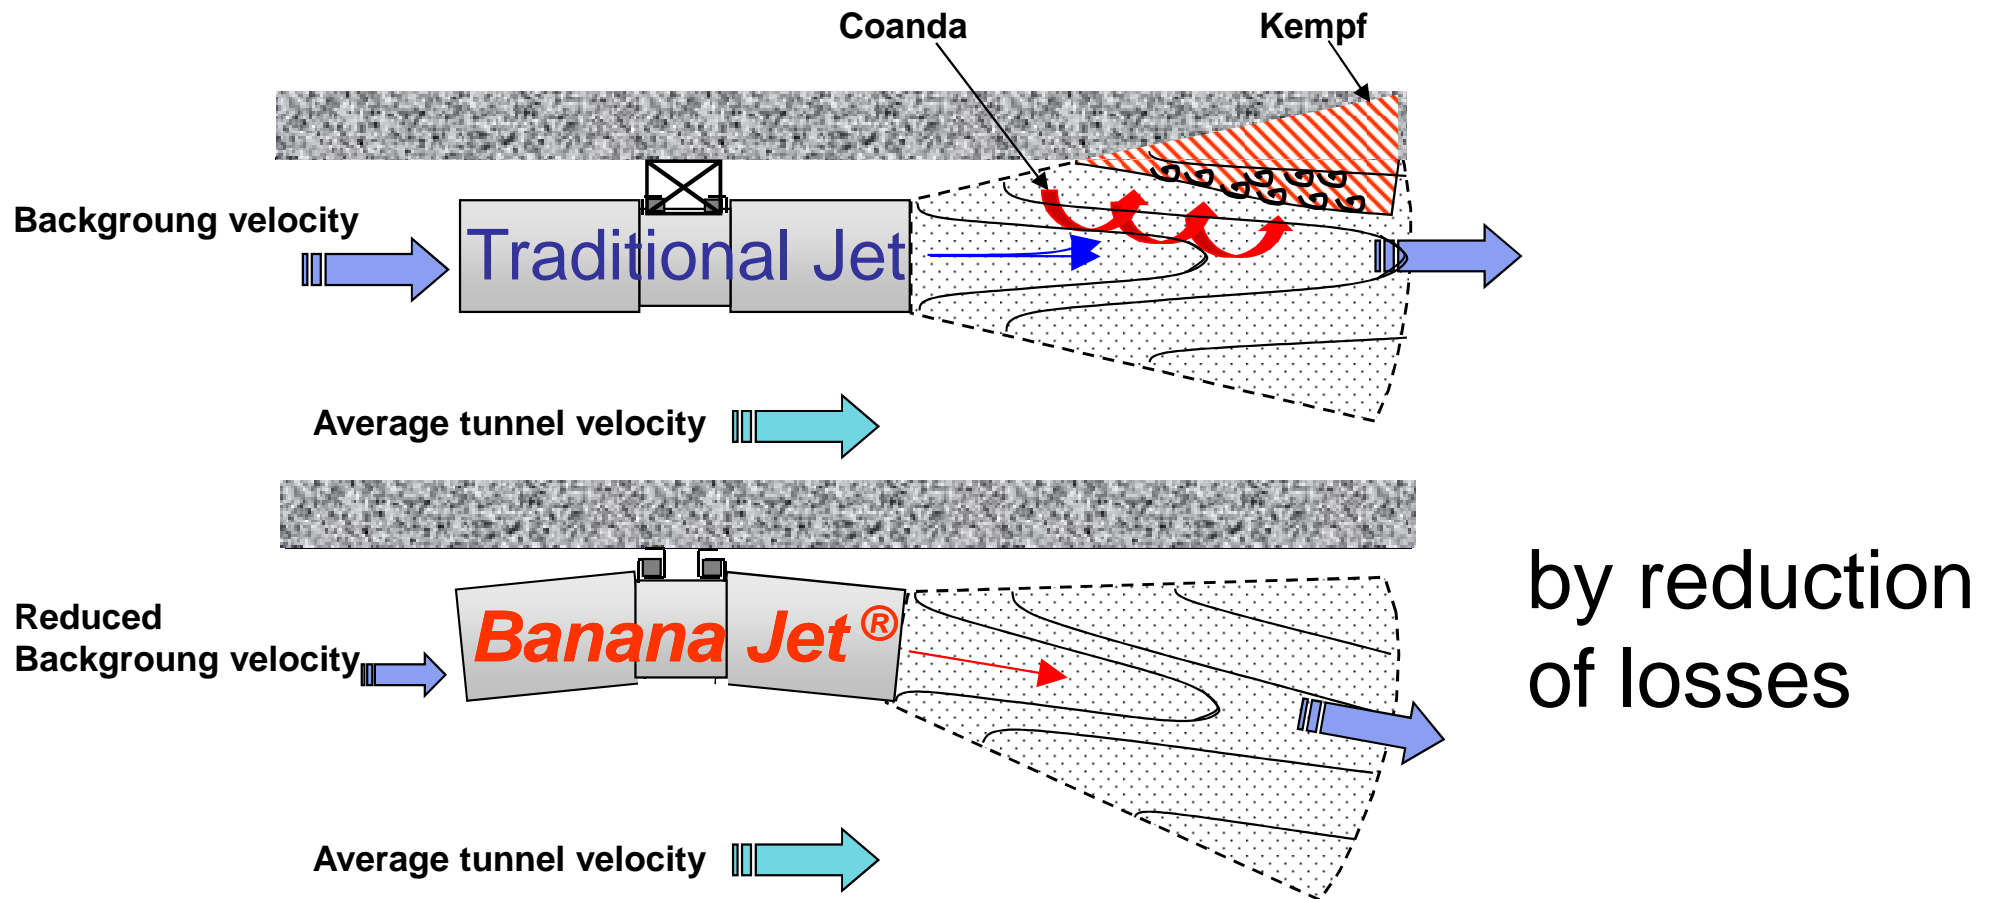 Coanda
Kempf
Backgroung velocity
Traditional Jet
Average tunnel velocity
Reduced
Backgroung velocity
Banana Jet®
by reduction
of losses
Average tunnel velocity